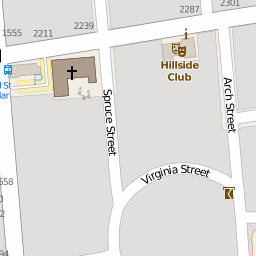 2301
2287
2239
2211
1555
Hillside
Club
Spruce Street
Arch Street
Virginia Street